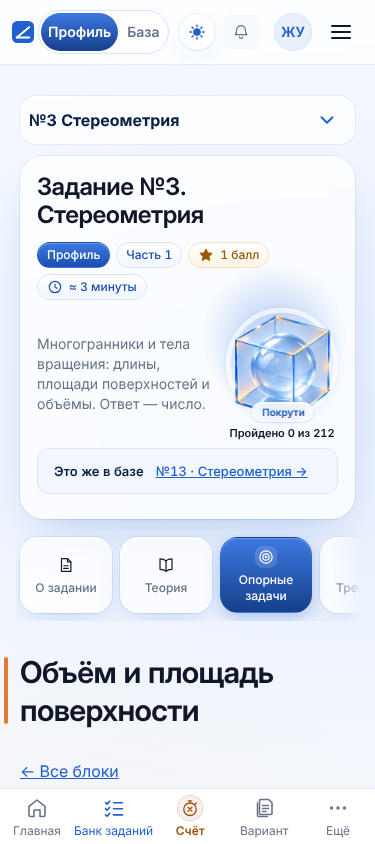 Профиль База ЖУ
№3 Стереометрия
Задание №3.
Стереометрия
Профиль Часть 1 1 балл
≈ 3 минуты
Многогранники и тела
вращения: длины,
площади поверхностей и
объёмы. Ответ — число.
Покрути
Пройдено 0 из 212
Это же в базе №13 · Стереометрия →
О задании Теория Опорные
задачи
Объём и площадь
поверхности
← Все блоки
Главная Банк заданий Счёт Вариант Ещё